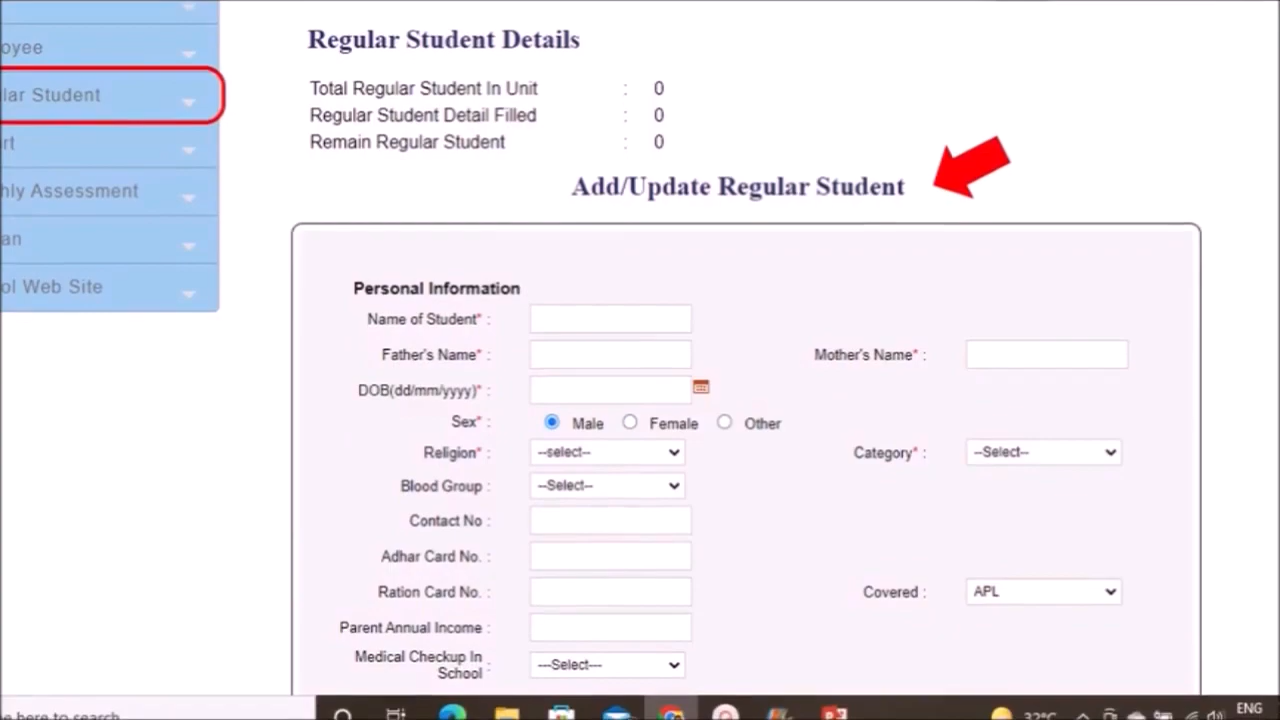 oyee
lar Student
rt
hly Assessment
an
ol Web Site
Regular Student Details
Total Regular Student In Unit : 0
Regular Student Detail Filled : 0
Remain Regular Student : 0
Add/Update Regular Student
Personal Information
Name of Student* :
Father's Name* : Mother's Name* :
DOB(dd/mm/yyyy)* :
Sex* : Male Female Other
Religion* : --select-- Category* : --Select--
Blood Group : --Select--
Contact No :
Adhar Card No. :
Ration Card No. : Covered : APL
Parent Annual Income :
Medical Checkup In
School : ---Select---
e here to search 32°C ENG